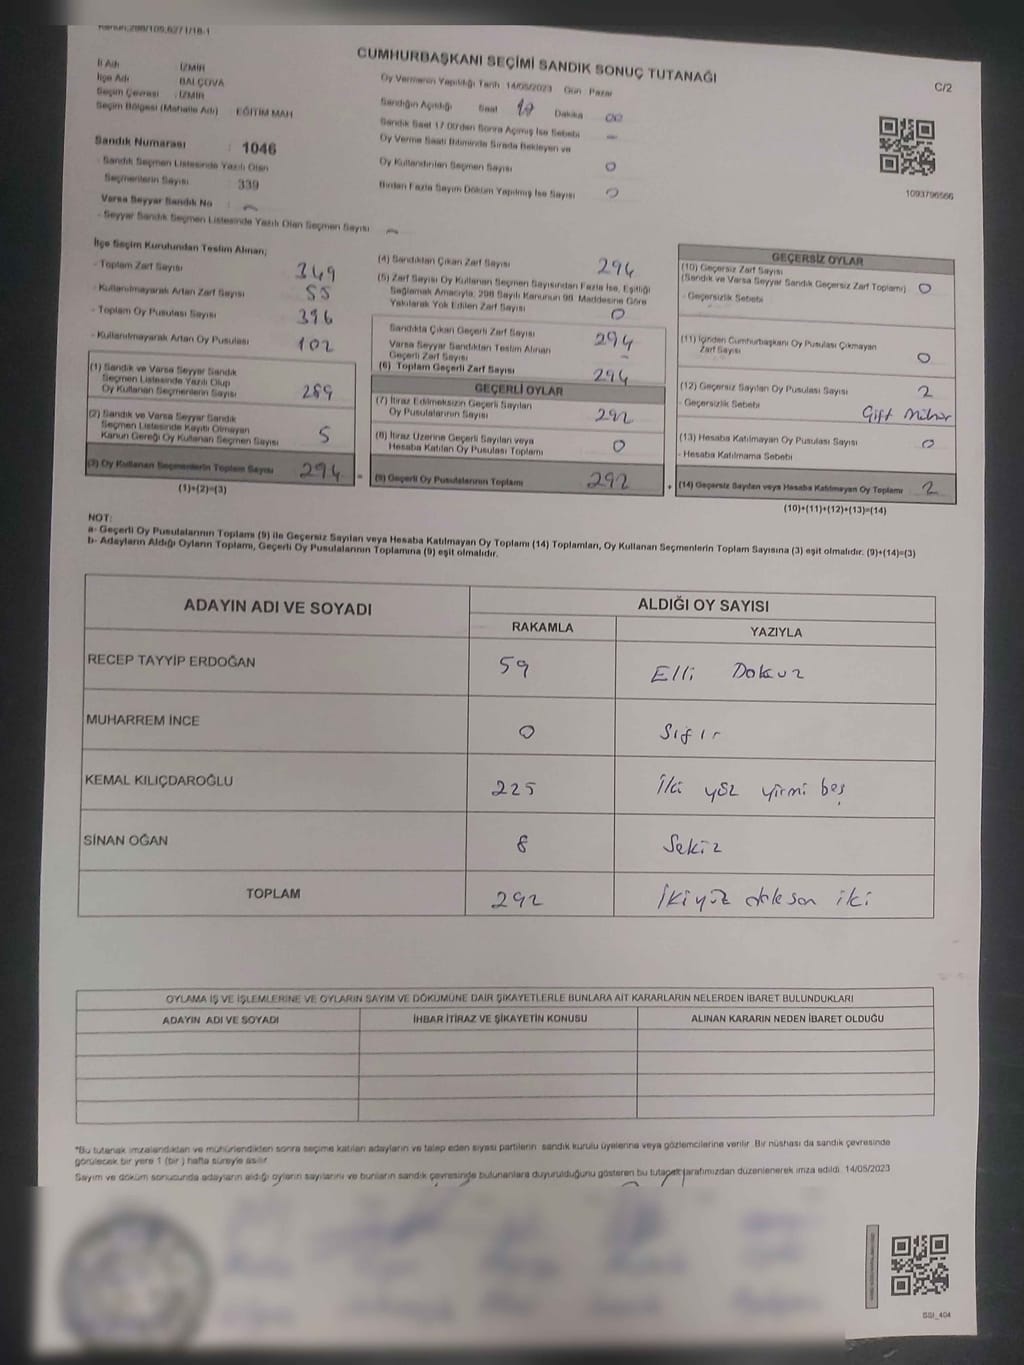 Kanun:298/105,6271/18-1
CUMHURBAŞKANI SEÇİMİ SANDIK SONUÇ TUTANAĞI
C/2
İl Adı : İZMİR
İlçe Adı : BALÇOVA
Seçim Çevresi : İZMİR
Seçim Bölgesi (Mahalle Adı) : EĞİTİM MAH
Sandık Numarası : 1046
- Sandık Seçmen Listesinde Yazılı Olan
Seçmenlerin Sayısı : 339
Varsa Seyyar Sandık No :
- Seyyar Sandık Seçmen Listesinde Yazılı Olan Seçmen Sayısı
Oy Vermenin Yapıldığı Tarih 14/05/2023 Gün Pazar
Sandığın Açıldığı Saat 17 Dakika 00
Sandık Saat 17:00'den Sonra Açılmış İse Sebebi -
Oy Verme Saati Bitiminde Sırada Bekleyen ve
Oy Kullandırılan Seçmen Sayısı 0
Birden Fazla Sayım Döküm Yapılmış İse Sayısı 0
1093796566
İlçe Seçim Kurulundan Teslim Alınan;
- Toplam Zarf Sayısı 349
- Kullanılmayarak Artan Zarf Sayısı 55
- Toplam Oy Pusulası Sayısı 396
- Kullanılmayarak Artan Oy Pusulası 102
(1) Sandık ve Varsa Seyyar Sandık
Seçmen Listesinde Yazılı Olup
Oy Kullanan Seçmenlerin Sayısı 289
(2) Sandık ve Varsa Seyyar Sandık
Seçmen Listesinde Kayıtlı Olmayan
Kanun Gereği Oy Kullanan Seçmen Sayısı 5
(3) Oy Kullanan Seçmenlerin Toplam Sayısı 294
(1)+(2)=(3)
(4) Sandıktan Çıkan Zarf Sayısı 294
(5) Zarf Sayısı Oy Kullanan Seçmen Sayısından Fazla İse, Eşitliği
Sağlamak Amacıyla, 298 Sayılı Kanunun 98. Maddesine Göre
Yakılarak Yok Edilen Zarf Sayısı 0
Sandıkta Çıkan Geçerli Zarf Sayısı 294
Varsa Seyyar Sandıktan Teslim Alınan
Geçerli Zarf Sayısı -
(6) Toplam Geçerli Zarf Sayısı 294
GEÇERLİ OYLAR
(7) İtiraz Edilmeksizin Geçerli Sayılan
Oy Pusulalarının Sayısı 292
(8) İtiraz Üzerine Geçerli Sayılan veya
Hesaba Katılan Oy Pusulası Toplamı 0
= (9) Geçerli Oy Pusulalarının Toplamı 292
GEÇERSİZ OYLAR
(10) Geçersiz Zarf Sayısı
(Sandık ve Varsa Seyyar Sandık Geçersiz Zarf Toplamı) 0
- Geçersizlik Sebebi
(11) İçinden Cumhurbaşkanı Oy Pusulası Çıkmayan
Zarf Sayısı 0
(12) Geçersiz Sayılan Oy Pusulası Sayısı 2
- Geçersizlik Sebebi Çift Mühür
(13) Hesaba Katılmayan Oy Pusulası Sayısı 0
- Hesaba Katılmama Sebebi
+ (14) Geçersiz Sayılan veya Hesaba Katılmayan Oy Toplamı 2
(10)+(11)+(12)+(13)=(14)
NOT:
a- Geçerli Oy Pusulalarının Toplamı (9) ile Geçersiz Sayılan veya Hesaba Katılmayan Oy Toplamı (14) Toplamları, Oy Kullanan Seçmenlerin Toplam Sayısına (3) eşit olmalıdır. (9)+(14)=(3)
b- Adayların Aldığı Oyların Toplamı, Geçerli Oy Pusulalarının Toplamına (9) eşit olmalıdır.
ADAYIN ADI VE SOYADI ALDIĞI OY SAYISI
RAKAMLA YAZIYLA
RECEP TAYYİP ERDOĞAN 59 Elli Dokuz
MUHARREM İNCE 0 Sıfır
KEMAL KILIÇDAROĞLU 225 İki yüz yirmi beş
SİNAN OĞAN 8 Sekiz
TOPLAM 292 İkiyüz doksan iki
OYLAMA İŞ VE İŞLEMLERİNE VE OYLARIN SAYIM VE DÖKÜMÜNE DAİR ŞİKAYETLERLE BUNLARA AİT KARARLARIN NELERDEN İBARET BULUNDUKLARI
ADAYIN ADI VE SOYADI İHBAR İTİRAZ VE ŞİKAYETİN KONUSU ALINAN KARARIN NEDEN İBARET OLDUĞU
*Bu tutanak imzalandıktan ve mühürlendikten sonra seçime katılan adayların ve talep eden siyasi partilerin sandık kurulu üyelerine veya gözlemcilerine verilir. Bir nüshası da sandık çevresinde
görülecek bir yere 1 (bir ) hafta süreyle asılır.
Sayım ve döküm sonucunda adayların aldığı oyların sayılarını ve bunların sandık çevresinde bulunanlara duyurulduğunu gösteren bu tutanak tarafımızdan düzenlenerek imza edildi. 14/05/2023
SSI_404